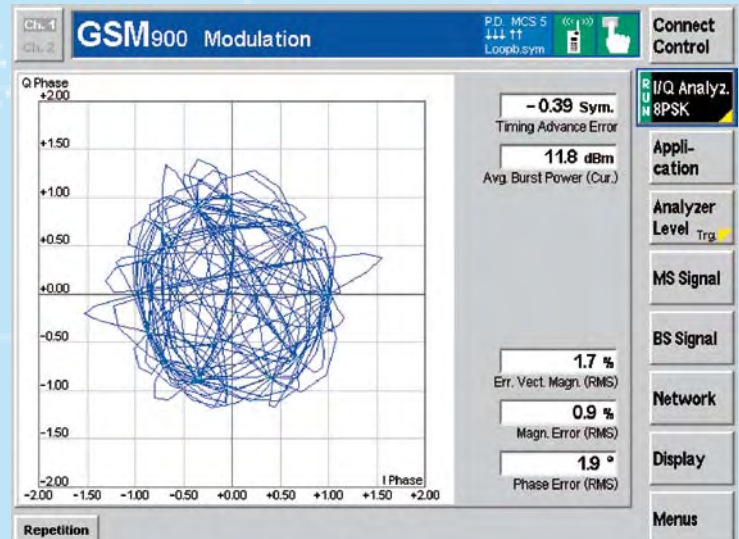 Ch. 1
Ch. 2
GSM900 Modulation
P.D. MCS 5
↓↓↓ ↑↑
Loopb.sym
Connect
Control
Q Phase
+2.00
+1.50
+1.00
+0.50
+0.00
-0.50
-1.00
-1.50
-2.00
I Phase
-2.00 -1.50 -1.00 -0.50 +0.00 +0.50 +1.00 +1.50 +2.00
-0.39 Sym.
Timing Advance Error
11.8 dBm
Avg. Burst Power (Cur.)
1.7 %
Err. Vect. Magn. (RMS)
0.9 %
Magn. Error (RMS)
1.9 °
Phase Error (RMS)
RUN
I/Q Analyz.
8PSK
Appli-
cation
Analyzer
Level Trg.
MS Signal
BS Signal
Network
Display
Menus
Repetition